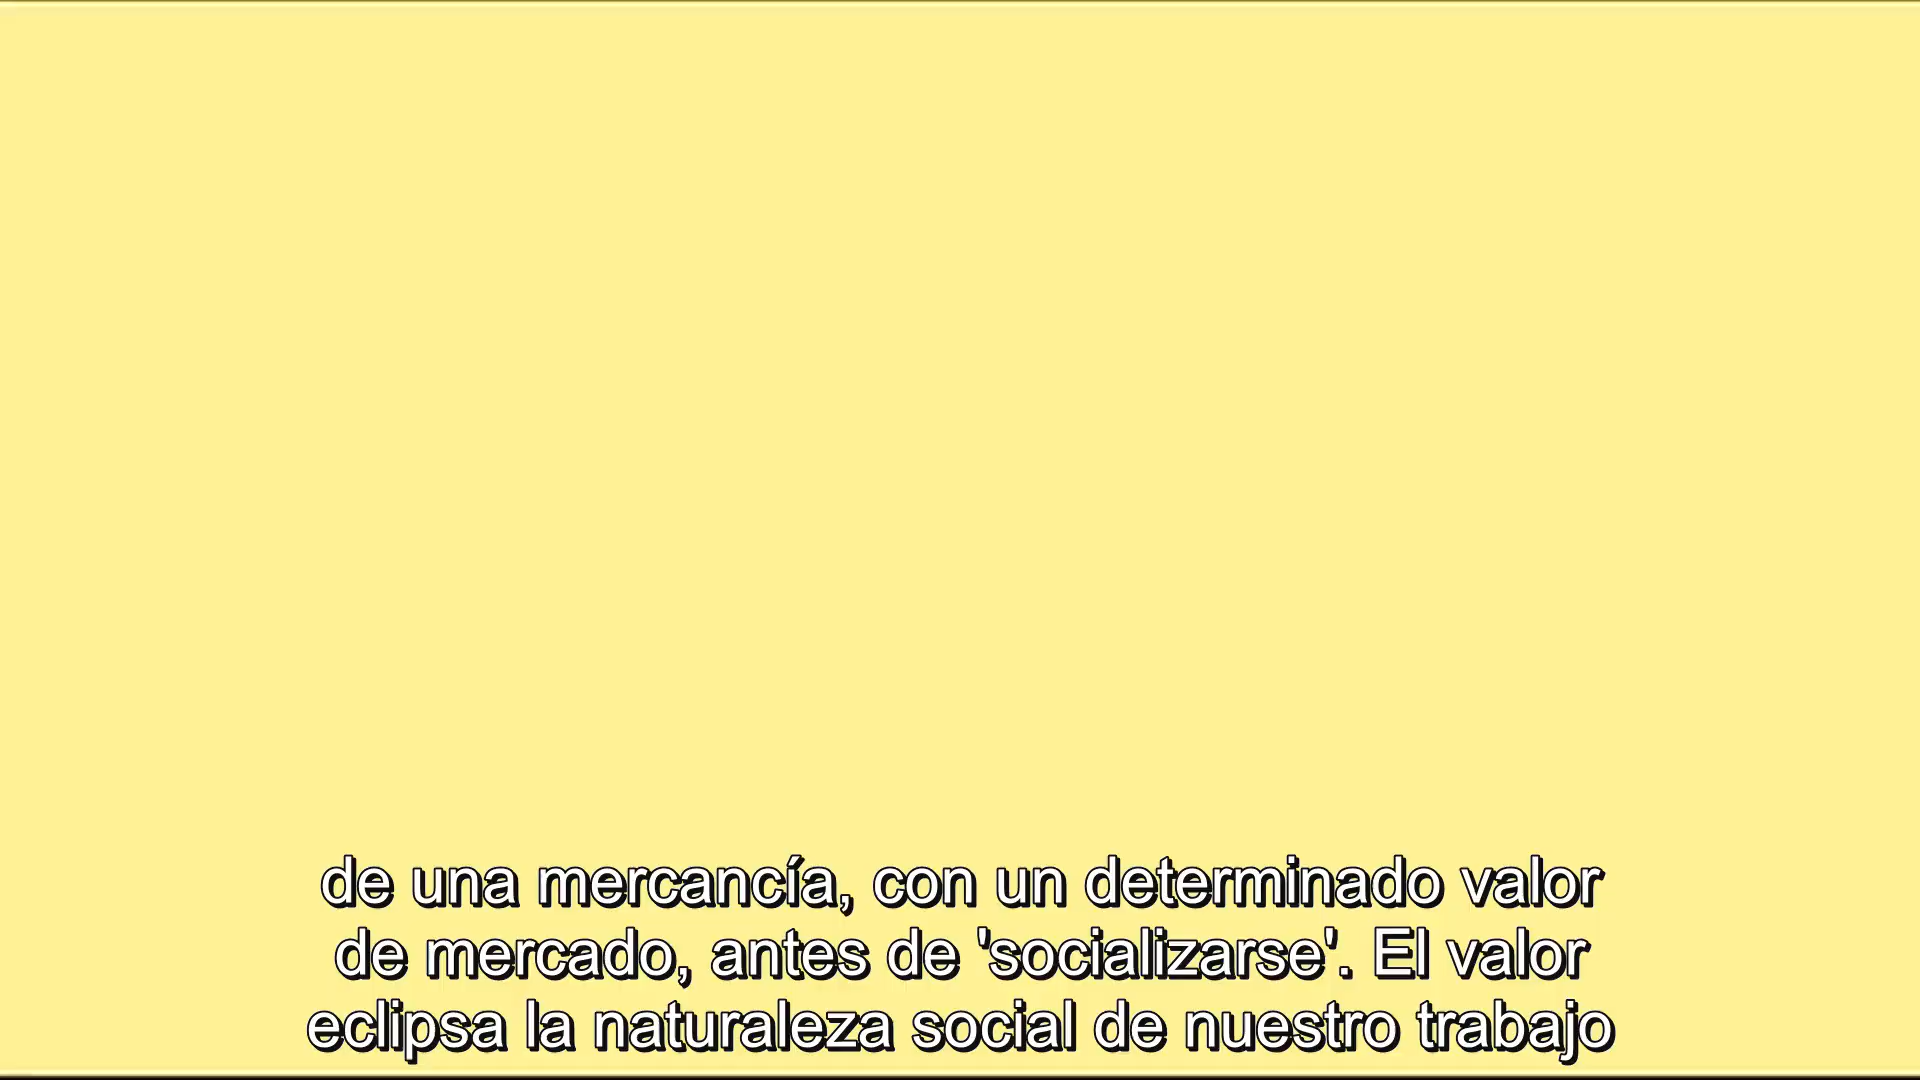 de una mercancía, con un determinado valor
de mercado, antes de 'socializarse'. El valor
eclipsa la naturaleza social de nuestro trabajo